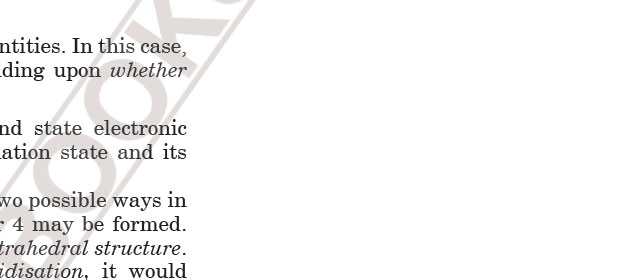 ntities. In this case,
ding upon whether
nd state electronic
ation state and its
wo possible ways in
r 4 may be formed.
trahedral structure.
idisation, it would
BOOKS